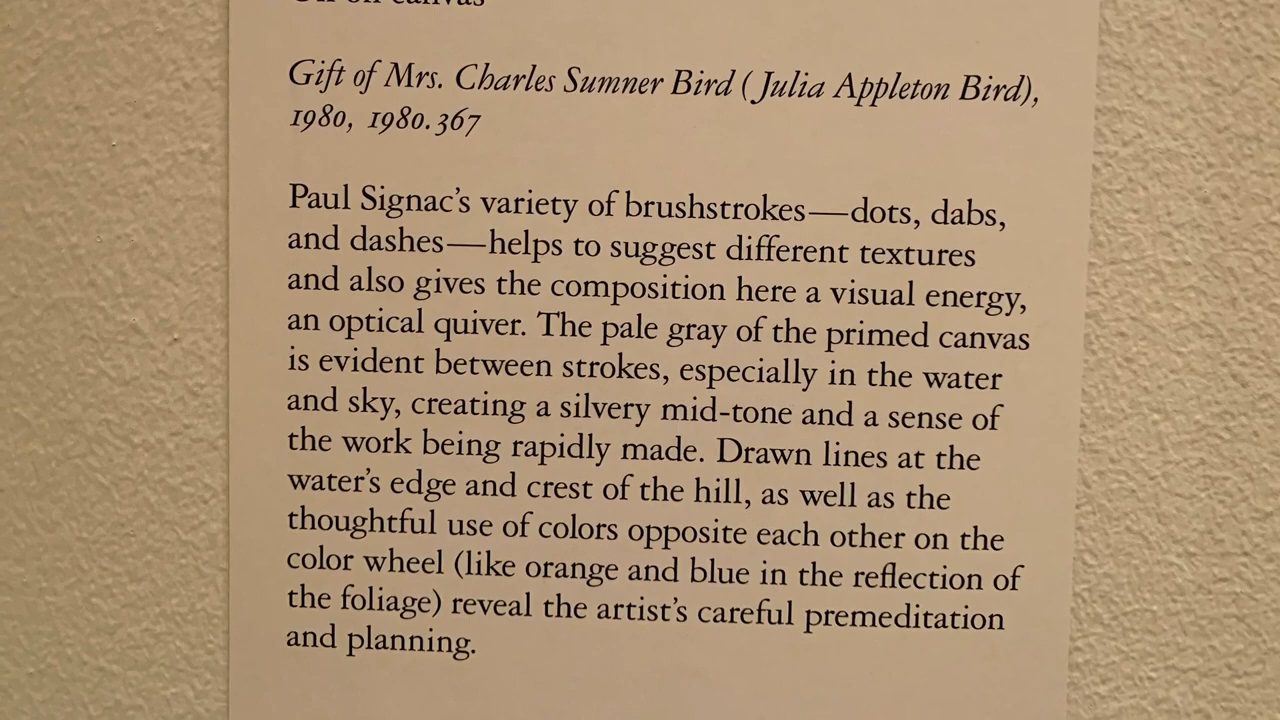 Oil on canvas
Gift of Mrs. Charles Sumner Bird (Julia Appleton Bird),
1980, 1980.367
Paul Signac’s variety of brushstrokes—dots, dabs,
and dashes—helps to suggest different textures
and also gives the composition here a visual energy,
an optical quiver. The pale gray of the primed canvas
is evident between strokes, especially in the water
and sky, creating a silvery mid-tone and a sense of
the work being rapidly made. Drawn lines at the
water’s edge and crest of the hill, as well as the
thoughtful use of colors opposite each other on the
color wheel (like orange and blue in the reflection of
the foliage) reveal the artist’s careful premeditation
and planning.